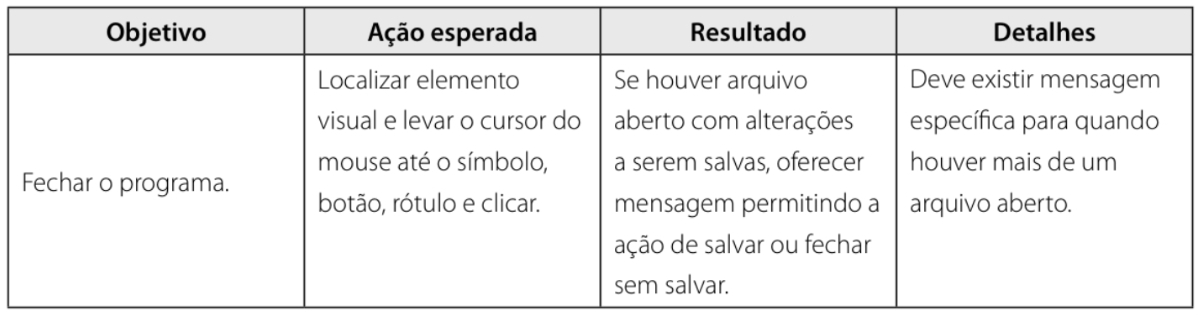 Objetivo
Ação esperada
Resultado
Detalhes
Fechar o programa.
Localizar elemento
visual e levar o cursor do
mouse até o símbolo,
botão, rótulo e clicar.
Se houver arquivo
aberto com alterações
a serem salvas, oferecer
mensagem permitindo a
ação de salvar ou fechar
sem salvar.
Deve existir mensagem
específica para quando
houver mais de um
arquivo aberto.